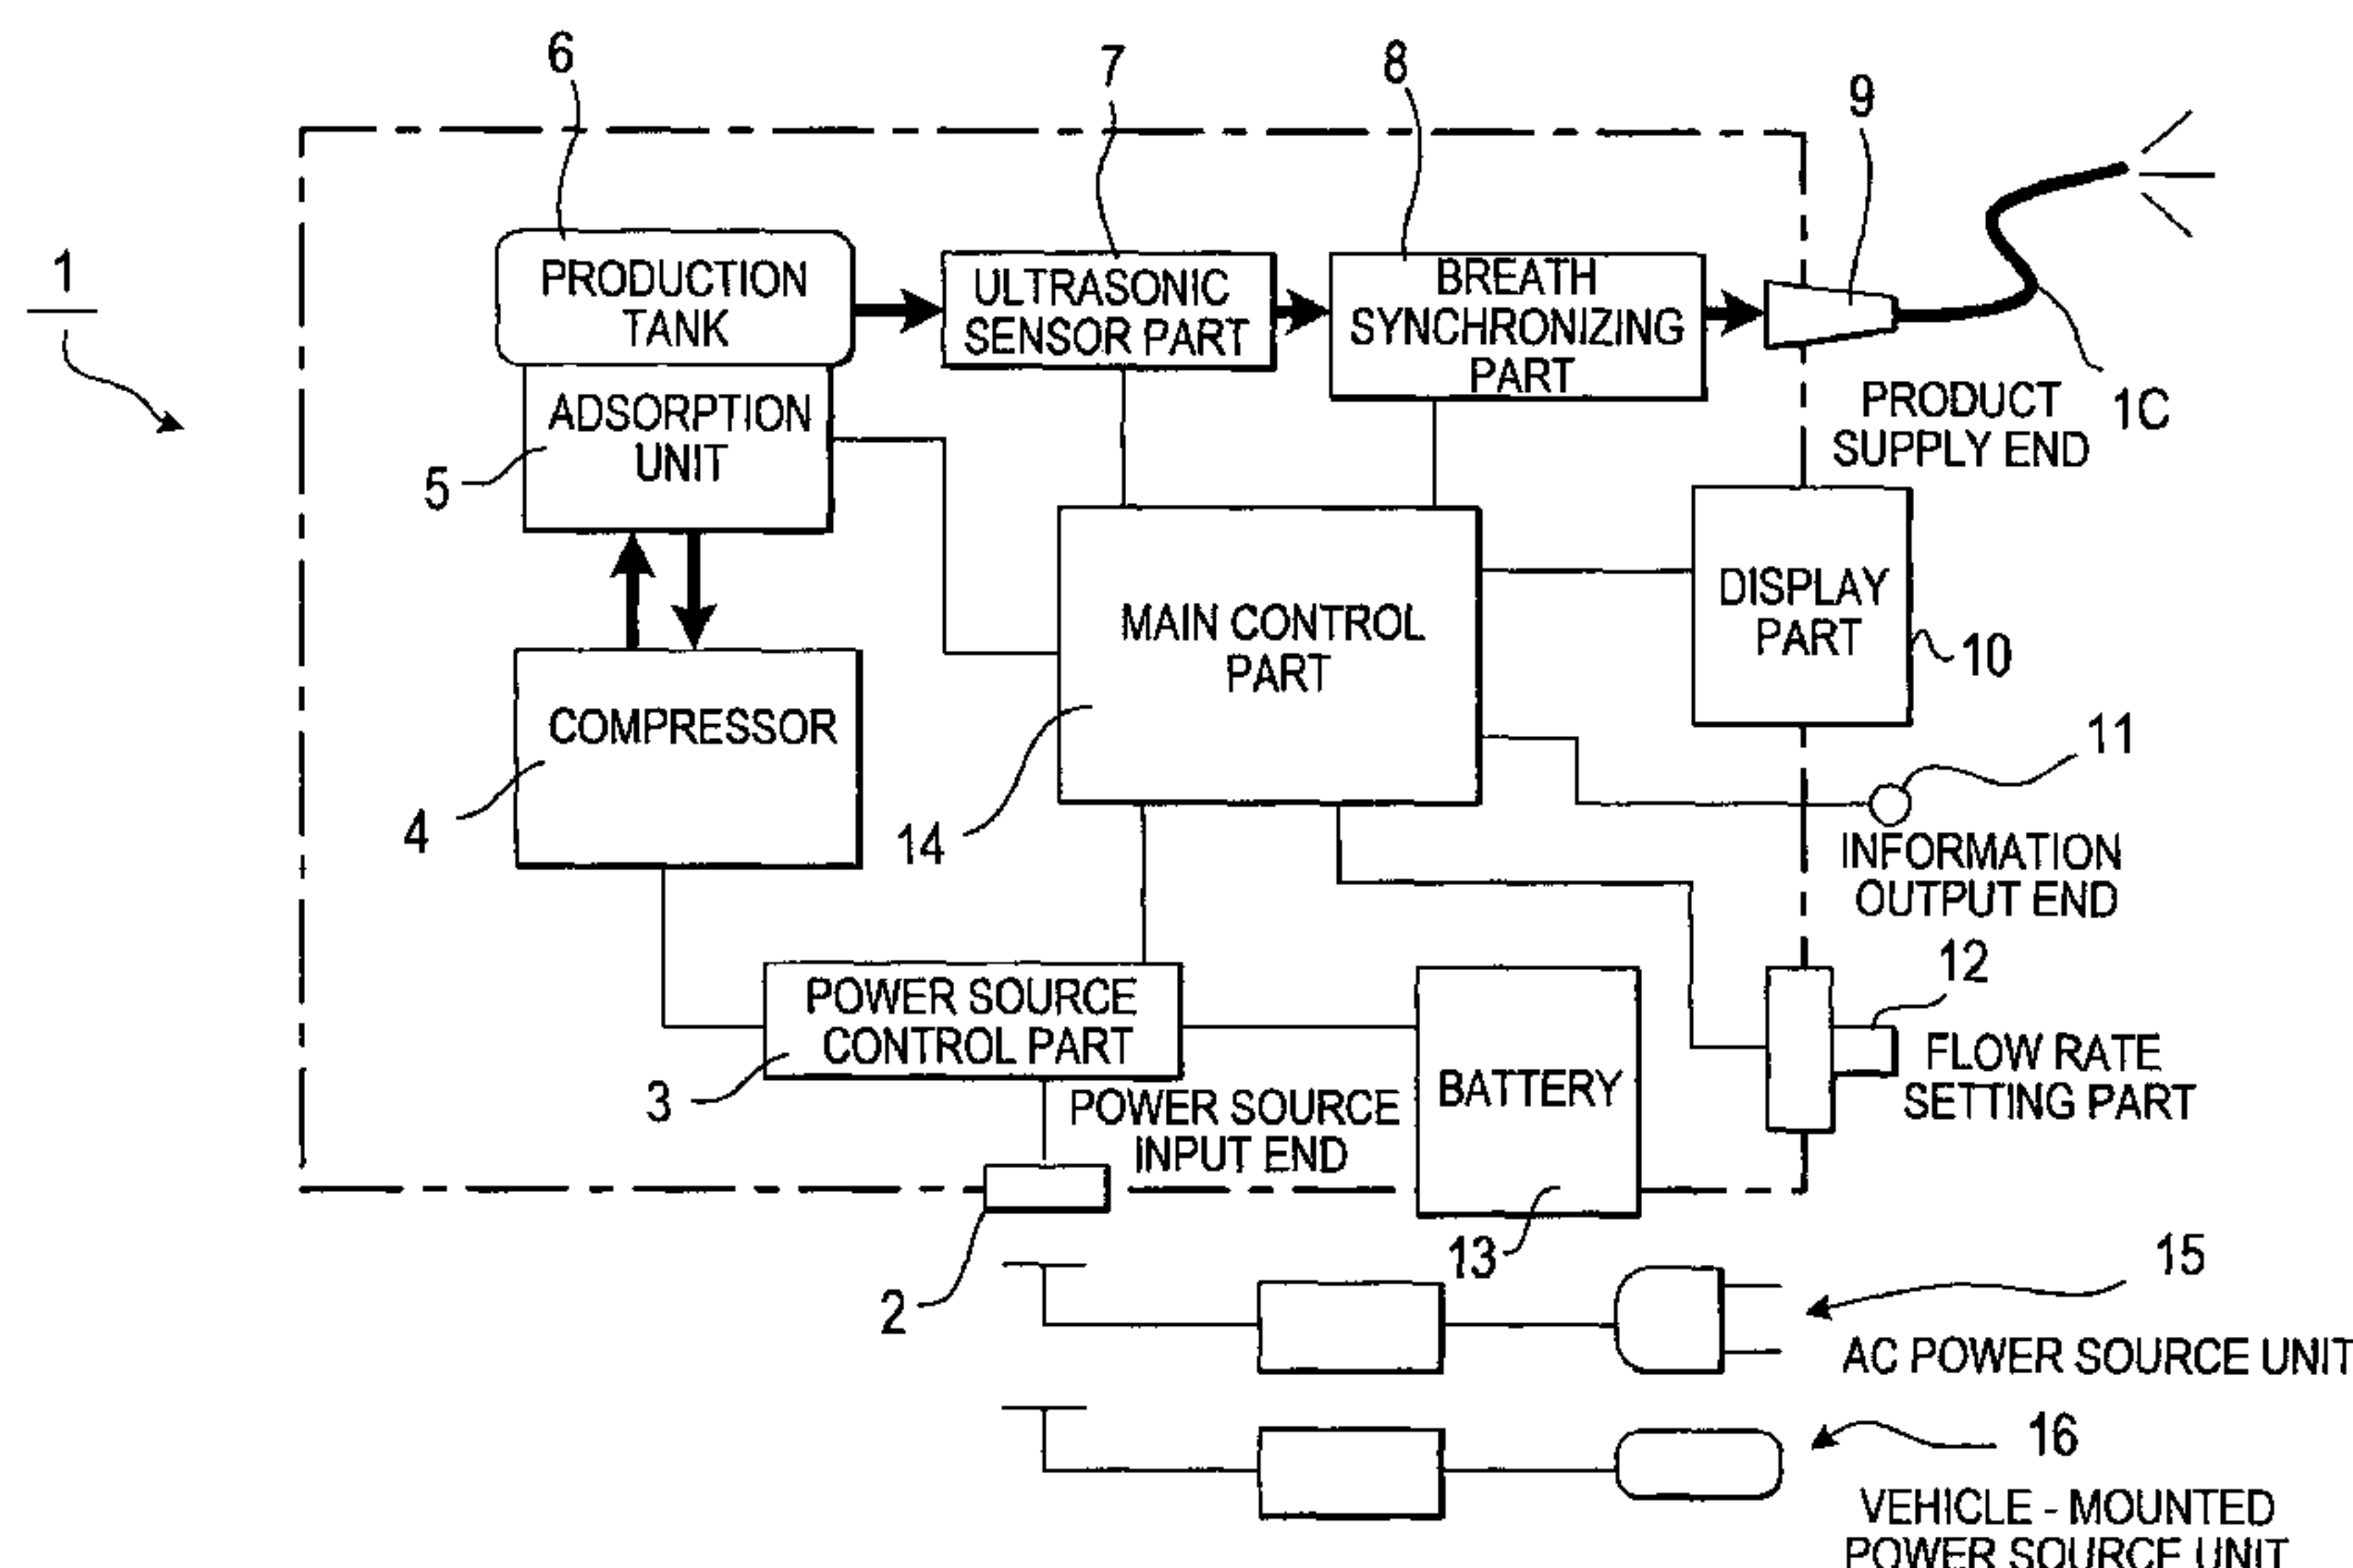 6
7
8
9
1
PRODUCTION
TANK
ULTRASONIC
SENSOR PART
BREATH
SYNCHRONIZING
PART
1C
PRODUCT
SUPPLY END
ADSORPTION
UNIT
5
MAIN CONTROL
PART
DISPLAY
PART
10
COMPRESSOR
4
14
11
INFORMATION
OUTPUT END
12
POWER SOURCE
CONTROL PART
3
FLOW RATE
SETTING PART
BATTERY
POWER SOURCE
INPUT END
13
2
15
AC POWER SOURCE UNIT
16
VEHICLE - MOUNTED
POWER SOURCE UNIT